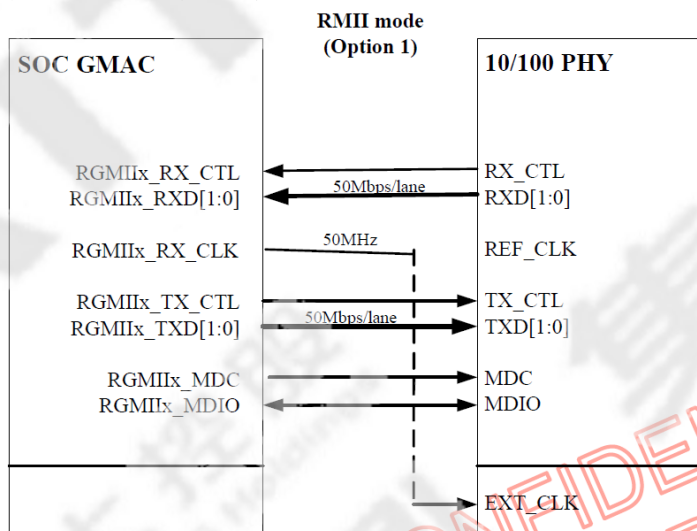 RMII mode
(Option 1)
SOC GMAC
10/100 PHY
RGMIIx_RX_CTL
RX_CTL
RGMIIx_RXD[1:0]
50Mbps/lane
RXD[1:0]
RGMIIx_RX_CLK
50MHz
REF_CLK
RGMIIx_TX_CTL
TX_CTL
RGMIIx_TXD[1:0]
50Mbps/lane
TXD[1:0]
RGMIIx_MDC
MDC
RGMIIx_MDIO
MDIO
EXT_CLK
Holdings